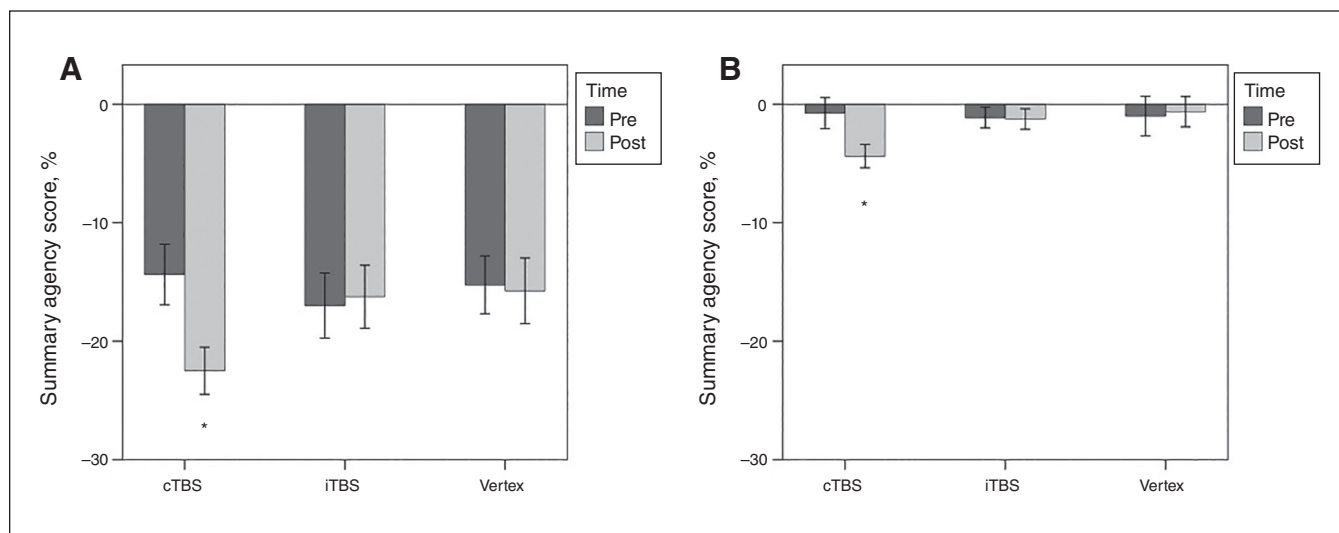 A
Time
Pre
Post
Summary agency score, %
0
–10
–20
–30
*
cTBS
iTBS
Vertex
B
Time
Pre
Post
Summary agency score, %
0
–10
–20
–30
*
cTBS
iTBS
Vertex